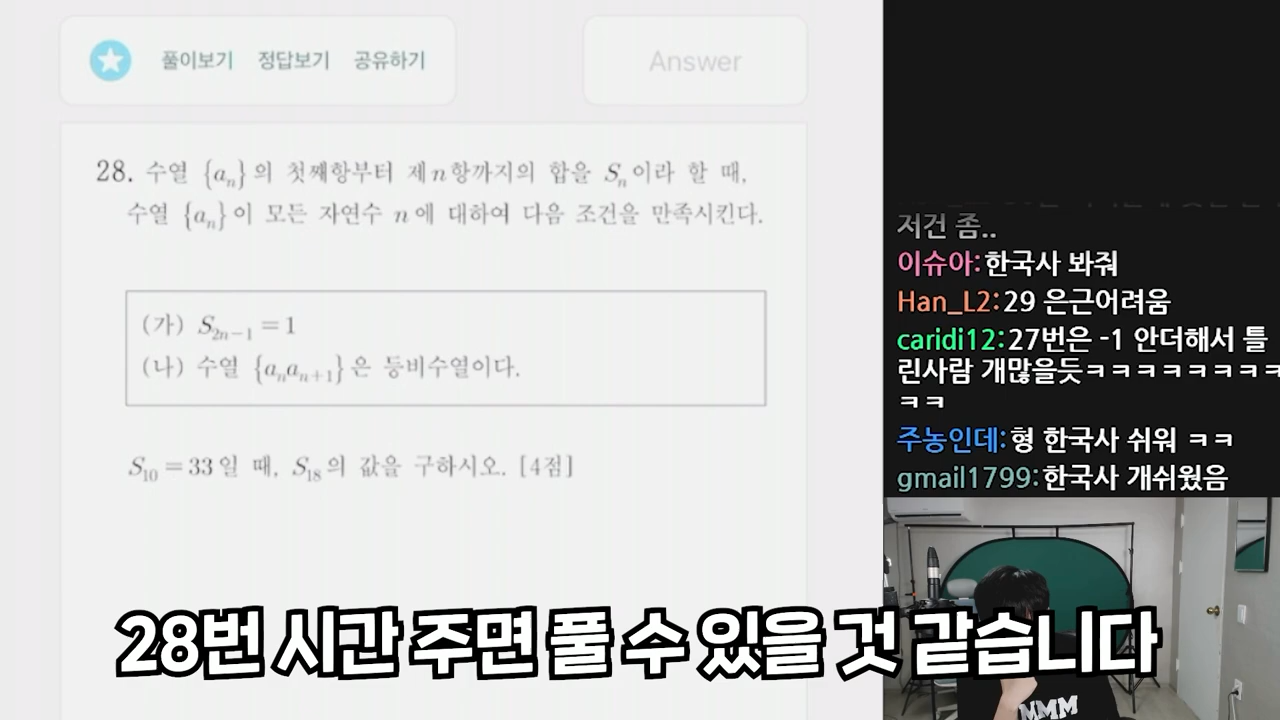 풀이보기 정답보기 공유하기
Answer
28. 수열 {aₙ}의 첫째항부터 제n항까지의 합을 Sₙ이라 할 때,
수열 {aₙ}이 모든 자연수 n에 대하여 다음 조건을 만족시킨다.
(가) S₂ₙ₋₁ = 1
(나) 수열 {aₙaₙ₊₁}은 등비수열이다.
S₁₀ = 33일 때, S₁₈의 값을 구하시오. [4점]
저건 좀..
이슈아: 한국사 봐줘
Han_L2: 29 은근어려움
caridi12: 27번은 -1 안더해서 틀
린사람 개많을듯ㅋㅋㅋㅋㅋㅋㅋㅋ
ㅋㅋ
주농인데: 형 한국사 쉬워 ㅋㅋ
gmail1799: 한국사 개쉬웠음
28번 시간 주면 풀 수 있을 것 같습니다
MMM